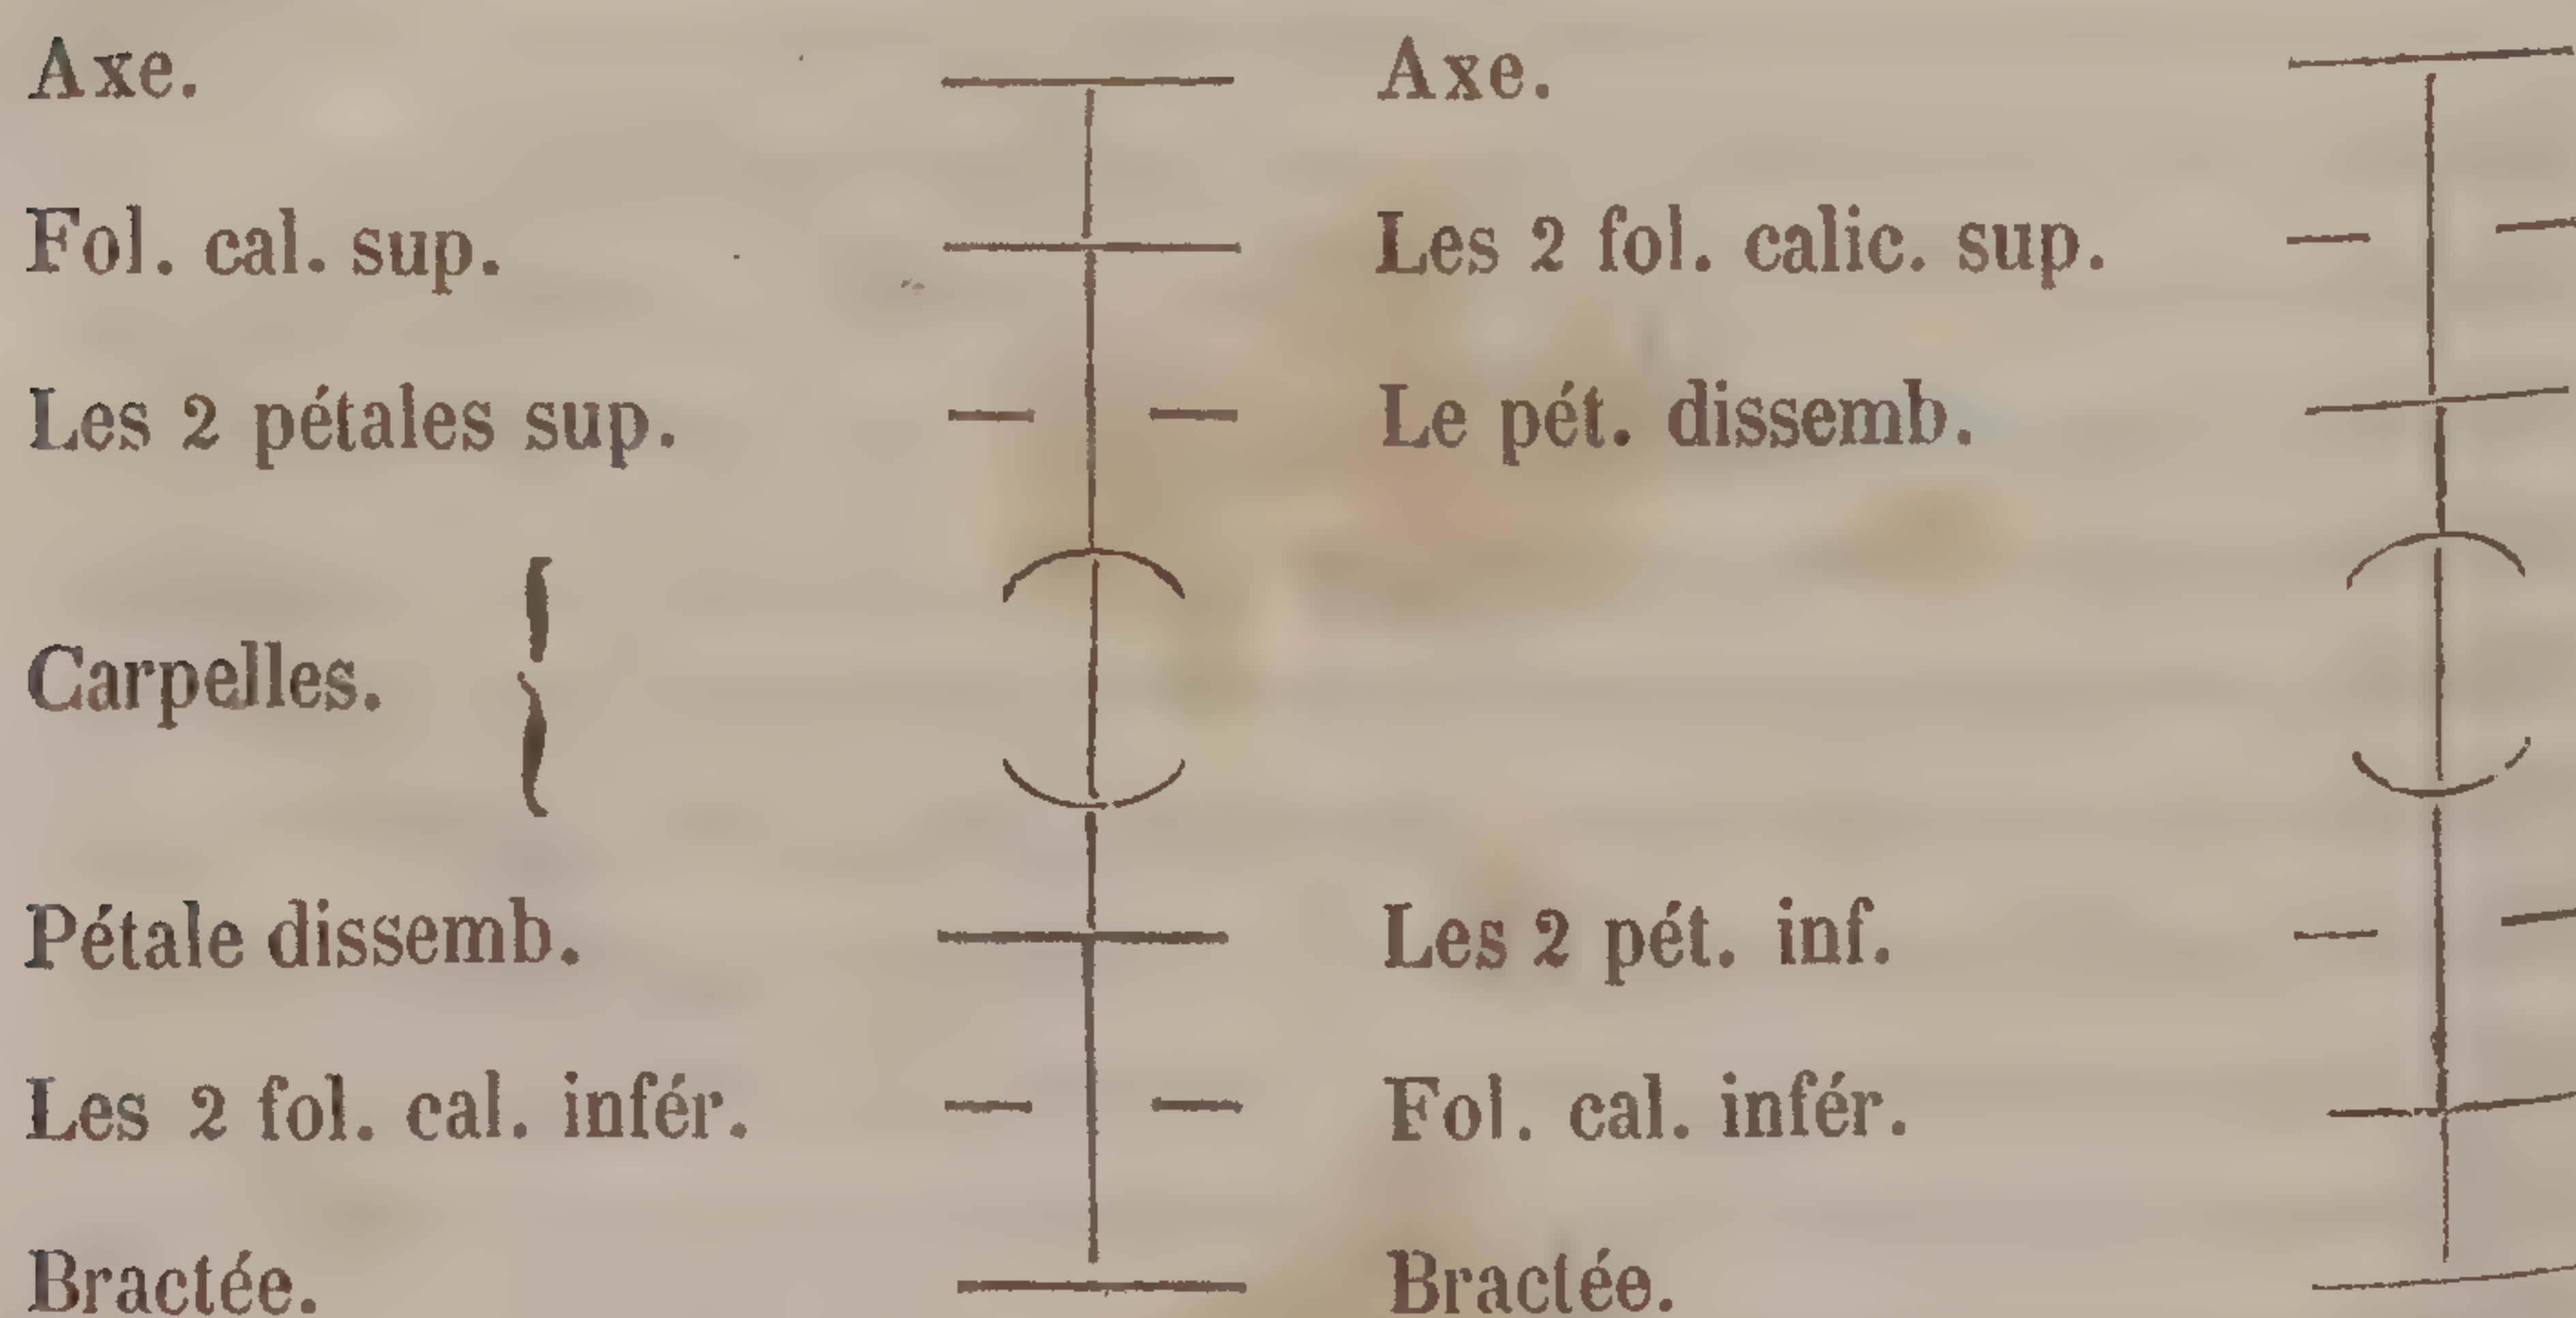 Axe.
Fol. cal. sup.
Les 2 pétales sup.
Carpelles.
Pétale dissemb.
Les 2 fol. cal. infér.
Bractée.
Axe.
Les 2 fol. calic. sup.
Le pét. dissemb.
Les 2 pét. inf.
Fol. cal. infér.
Bractée.